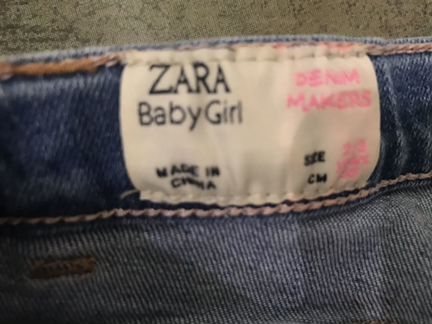 ZARA
BabyGirl
DENIM
MAKERS
MADE IN
CHINA
SIZE
CM